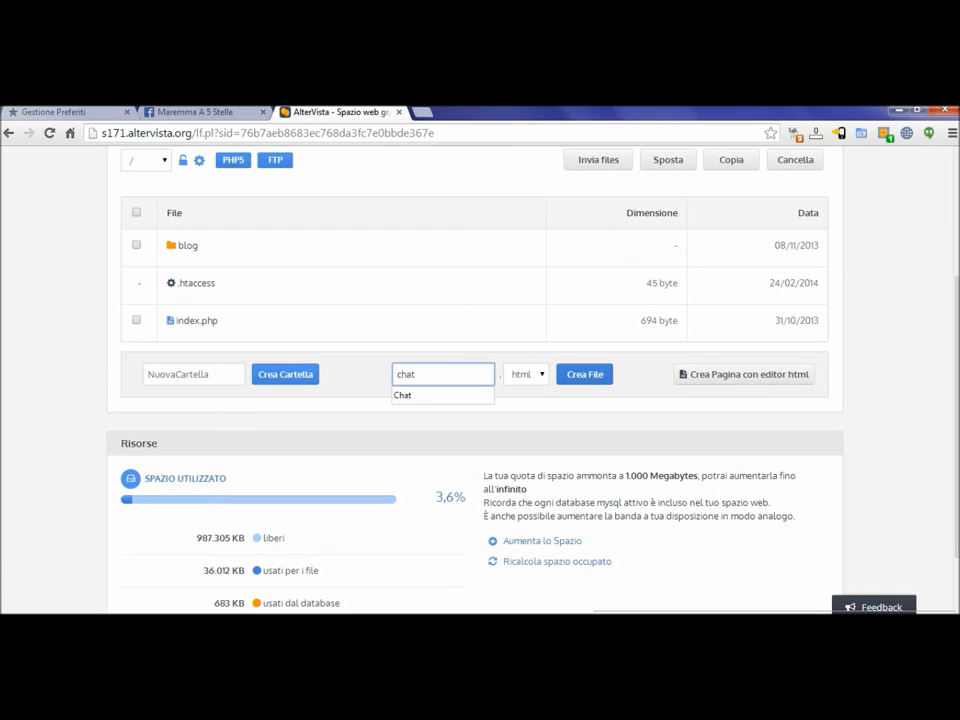 Gestione Preferiti
Maremma A 5 Stelle
AlterVista - Spazio web gr
s171.altervista.org/lf.pl?sid=76b7aeb8683ec768da3fc7e0bbde367e
/
PHP5
FTP
Invia files
Sposta
Copia
Cancella
File
Dimensione
Data
blog
-
08/11/2013
-
.htaccess
45 byte
24/02/2014
index.php
694 byte
31/10/2013
NuovaCartella
Crea Cartella
chat
.
html
Crea File
Crea Pagina con editor html
Chat
Risorse
SPAZIO UTILIZZATO
3,6%
987.305 KB liberi
36.012 KB usati per i file
683 KB usati dal database
La tua quota di spazio ammonta a 1.000 Megabytes, potrai aumentarla fino
all'infinito
Ricorda che ogni database mysql attivo è incluso nel tuo spazio web.
È anche possibile aumentare la banda a tua disposizione in modo analogo.
Aumenta lo Spazio
Ricalcola spazio occupato
Feedback